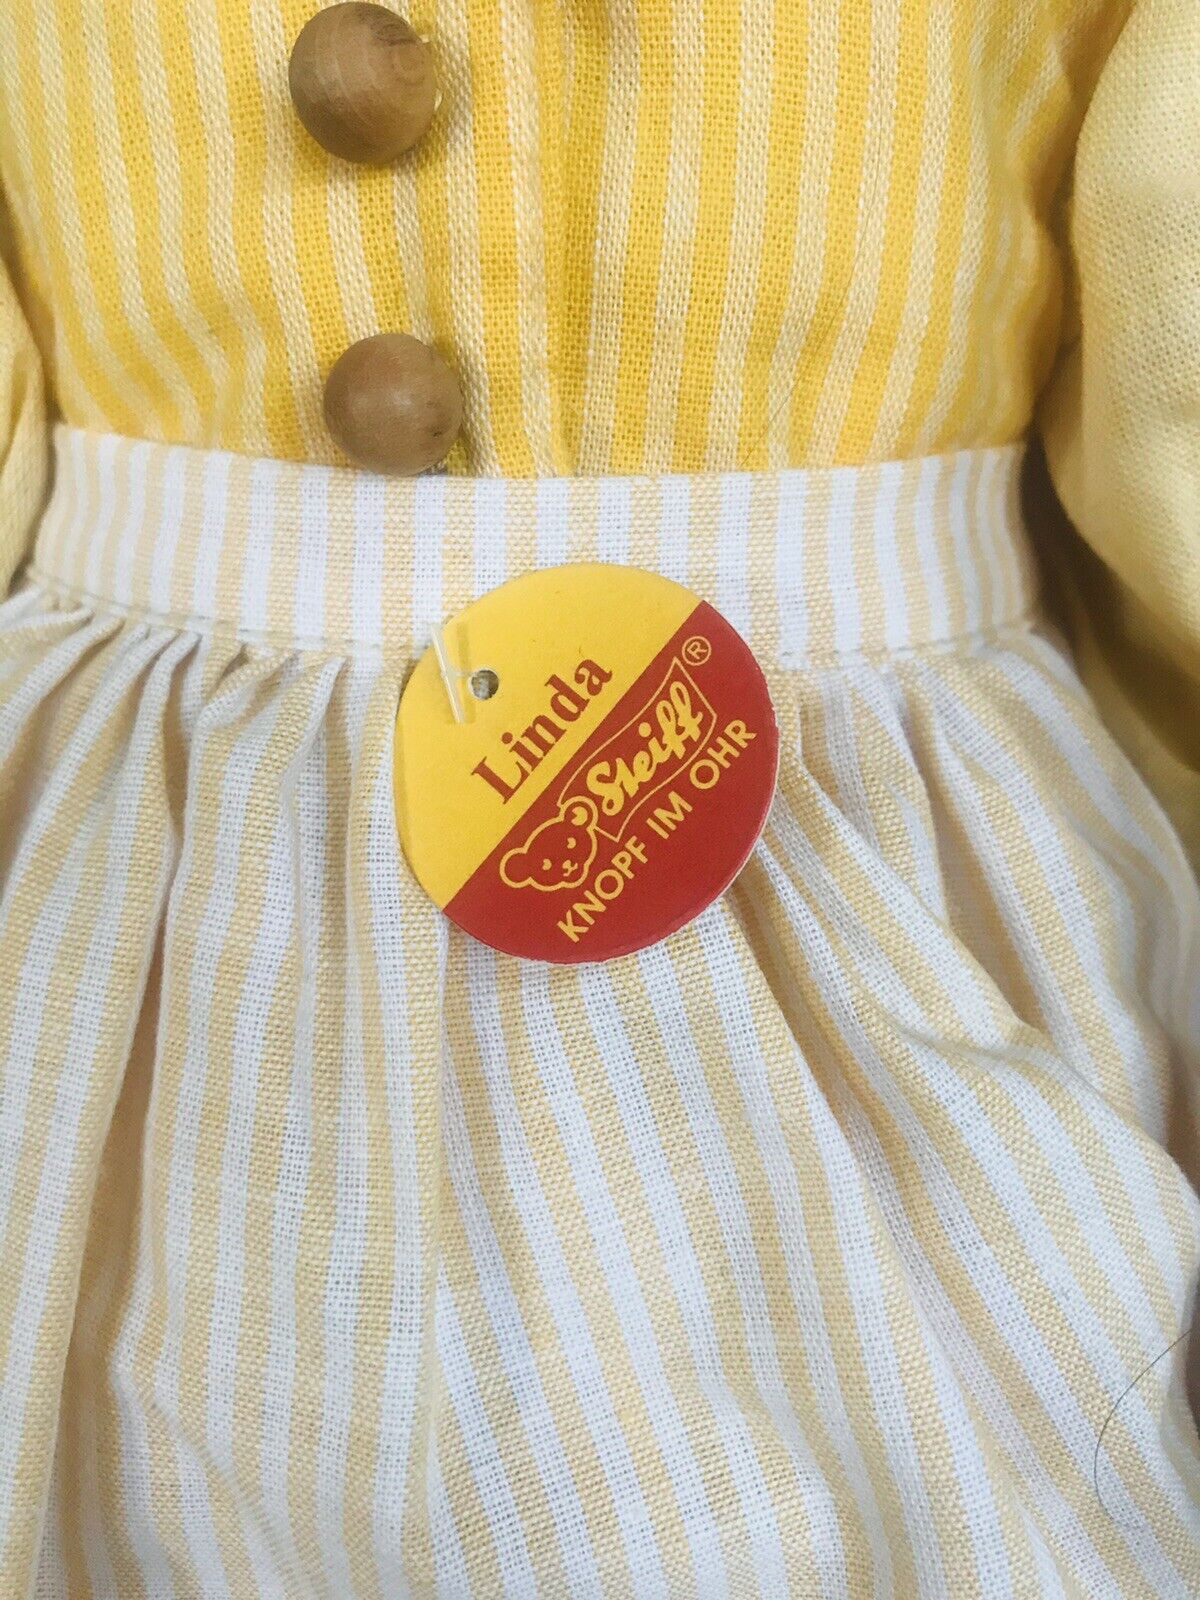 Linda
Steiff®
KNOPF IM OHR